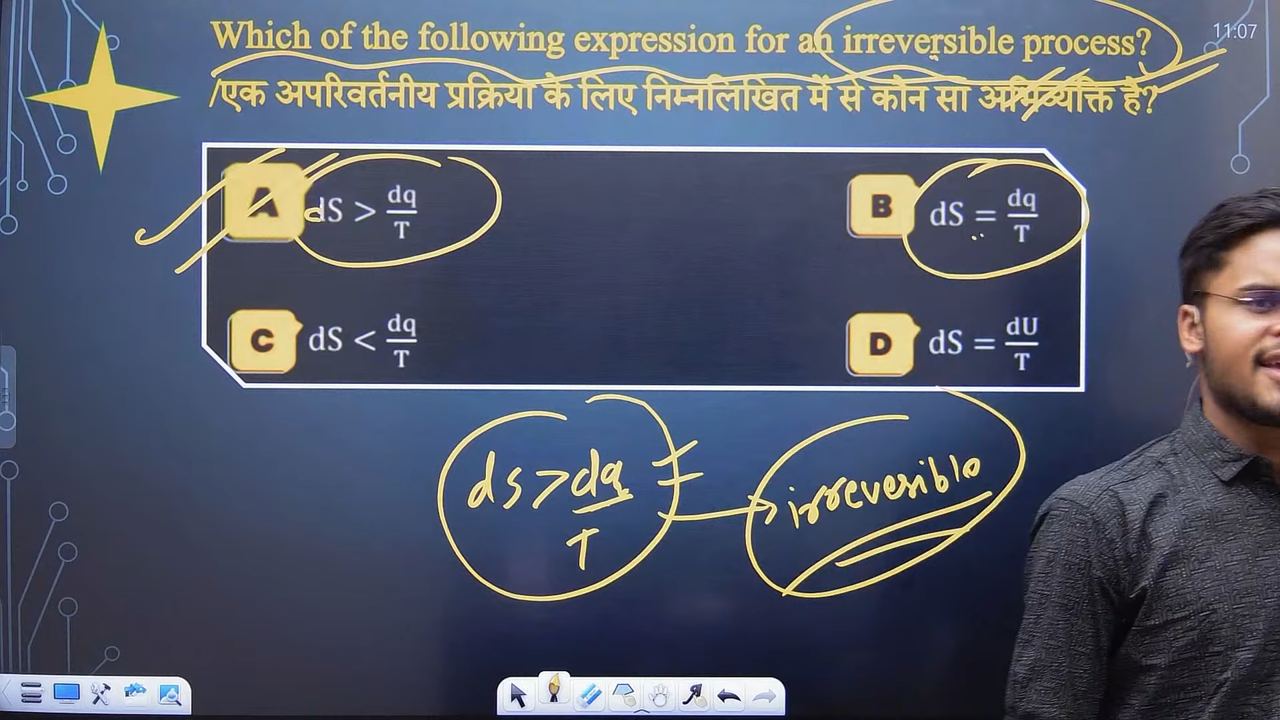 11:07
Which of the following expression for an irreversible process?
/एक अपरिवर्तनीय प्रक्रिया के लिए निम्नलिखित में से कौन सा अभिव्यक्ति है?
A dS > dq/T
B dS = dq/T
C dS < dq/T
D dS = dU/T
ds > dq/T → irreversible